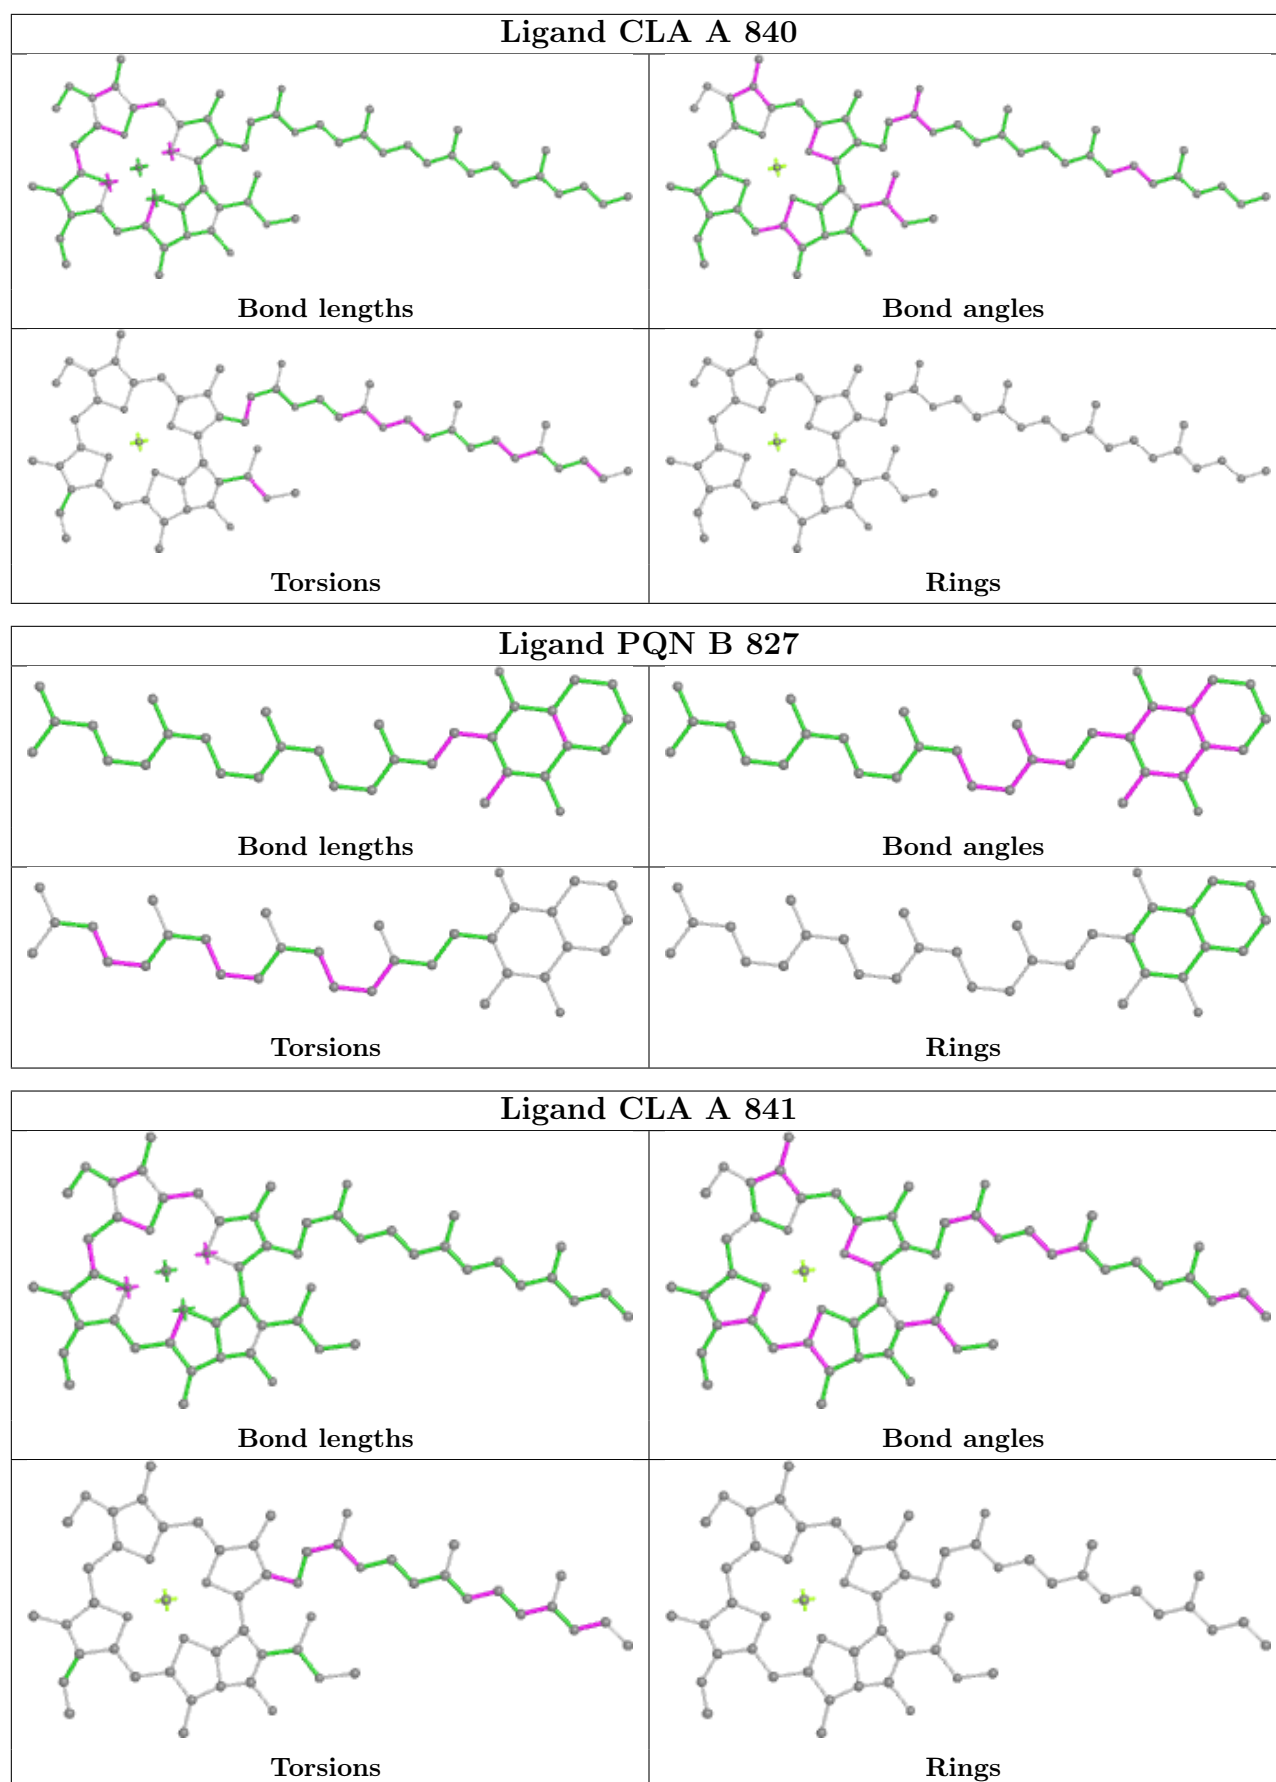 Ligand CLA A 840
Bond lengths
Bond angles
Torsions
Rings
Ligand PQN B 827
Bond lengths
Bond angles
Torsions
Rings
Ligand CLA A 841
Bond lengths
Bond angles
Torsions
Rings